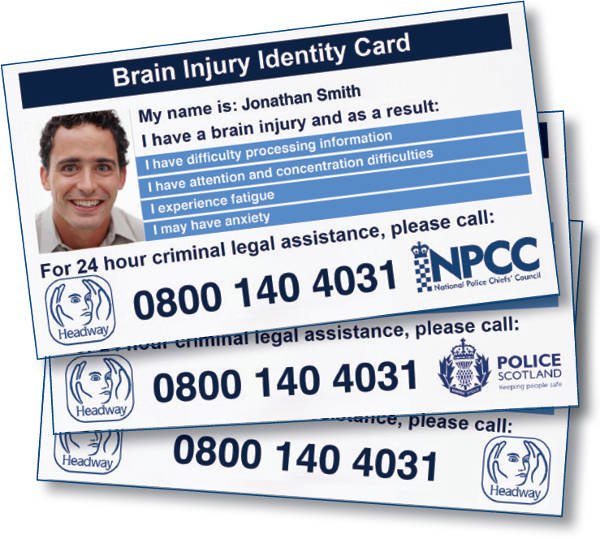 Brain Injury Identity Card
My name is: Jonathan Smith
I have a brain injury and as a result:
I have difficulty processing information
I have attention and concentration difficulties
I experience fatigue
I may have anxiety
For 24 hour criminal legal assistance, please call:
Headway
0800 140 4031
NPCC
National Police Chiefs' Council
hour criminal legal assistance, please call:
Headway
0800 140 4031
POLICE
SCOTLAND
Keeping people safe
assistance, please call:
Headway
0800 140 4031
Headway